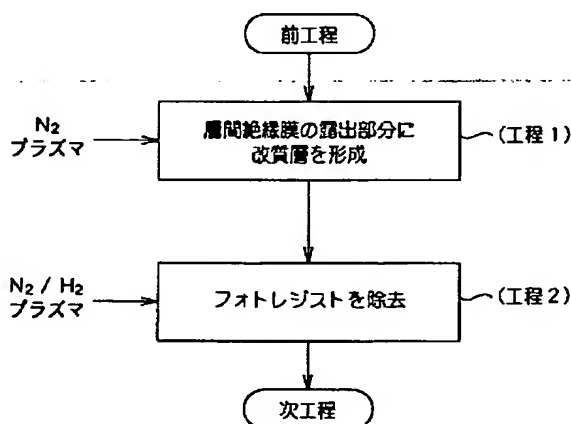 前工程
N₂
プラズマ
層間絶縁膜の露出部分に
改質層を形成
(工程1)
N₂ / H₂
プラズマ
フォトレジストを除去
(工程2)
次工程